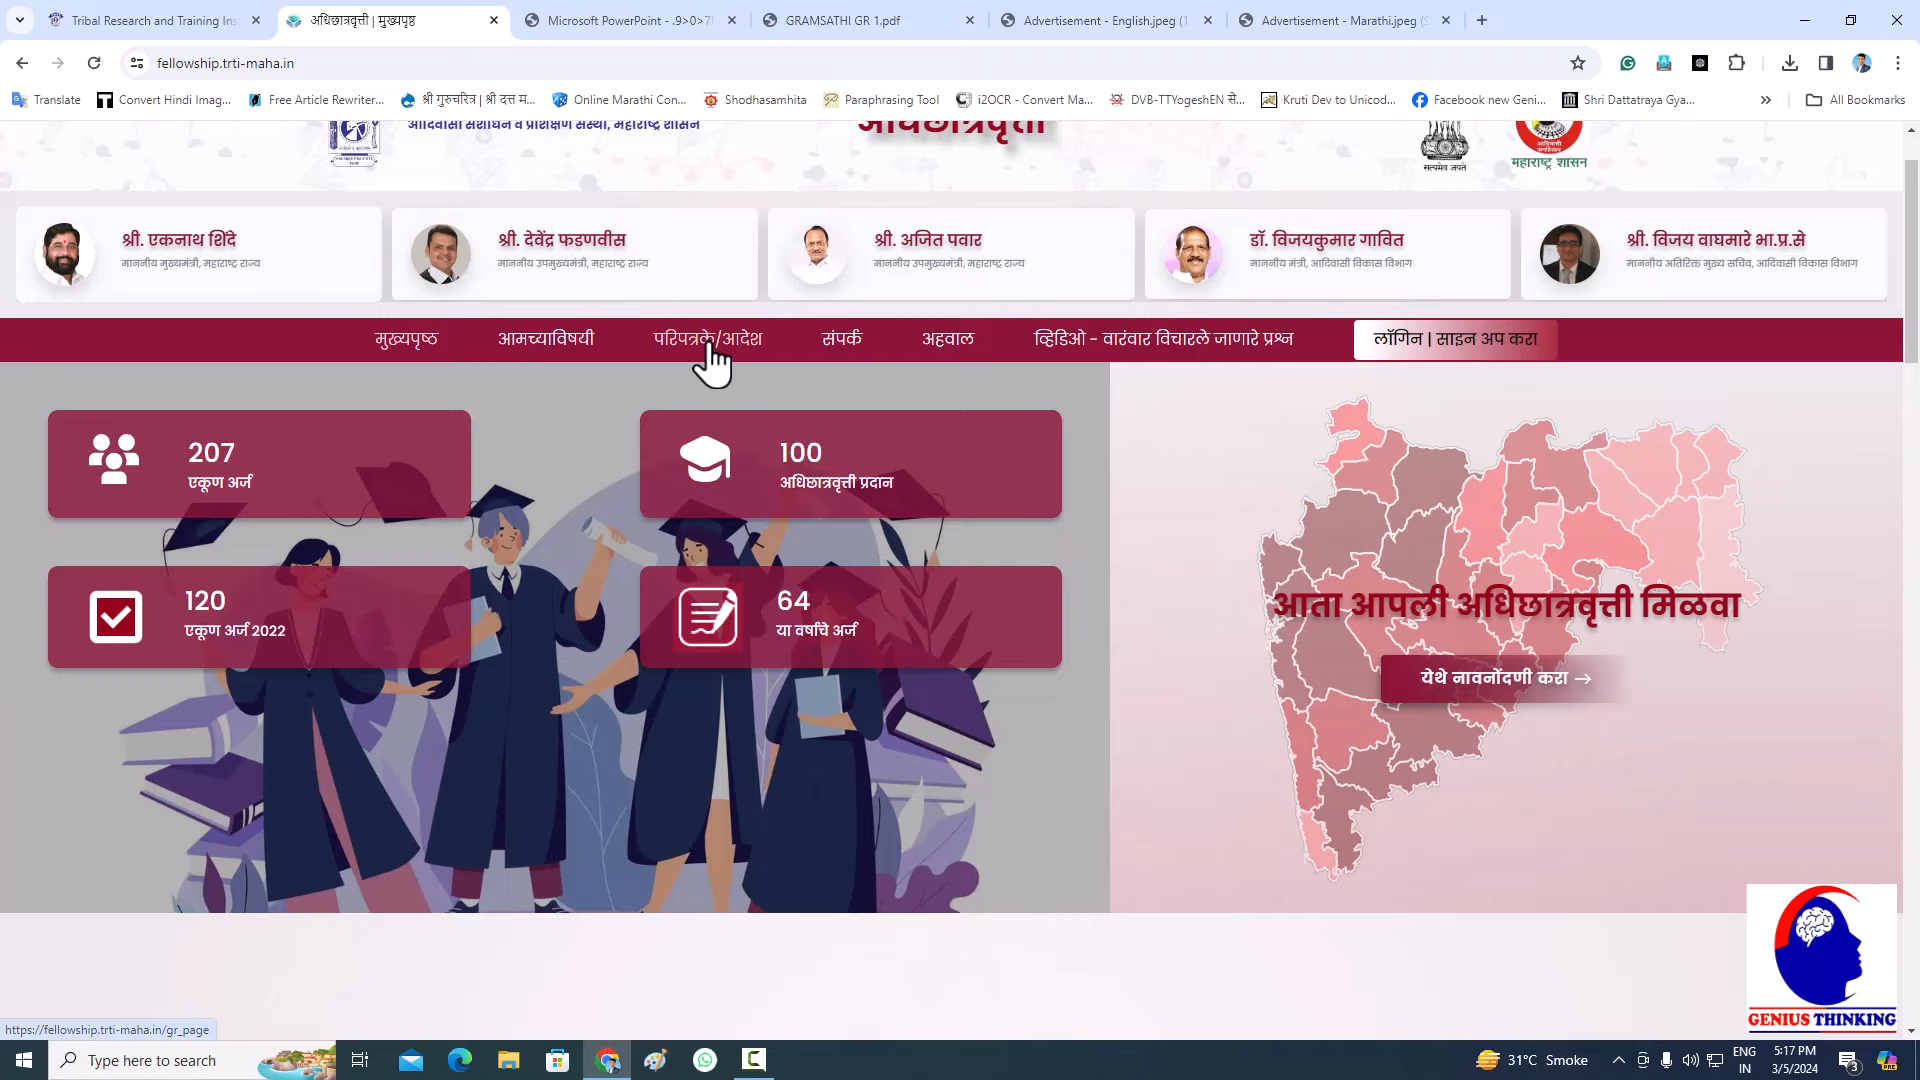 Tribal Research and Training Ins
अधिछात्रवृत्ती | मुख्यपृष्ठ
Microsoft PowerPoint - .9>0>7
GRAMSATHI GR 1.pdf
Advertisement - English.jpeg (1
Advertisement - Marathi.jpeg (
fellowship.trti-maha.in
Translate
Convert Hindi Imag...
Free Article Rewriter...
श्री गुरुचरित्र | श्री दत्त म...
Online Marathi Con...
Shodhasamhita
Paraphrasing Tool
i2OCR - Convert Ma...
DVB-TTYogeshEN से...
Kruti Dev to Unicod...
Facebook new Geni...
Shri Dattatraya Gya...
All Bookmarks
आदिवासी संशोधन व प्रशिक्षण संस्था, महाराष्ट्र शासन
अधिछात्रवृत्ती
सत्यमेव जयते
महाराष्ट्र शासन
श्री. एकनाथ शिंदे
माननीय मुख्यमंत्री, महाराष्ट्र राज्य
श्री. देवेंद्र फडणवीस
माननीय उपमुख्यमंत्री, महाराष्ट्र राज्य
श्री. अजित पवार
माननीय उपमुख्यमंत्री, महाराष्ट्र राज्य
डॉ. विजयकुमार गावित
माननीय मंत्री, आदिवासी विकास विभाग
श्री. विजय वाघमारे भा.प्र.से
माननीय अतिरिक्त मुख्य सचिव, आदिवासी विकास विभाग
मुख्यपृष्ठ
आमच्याविषयी
परिपत्रके/आदेश
संपर्क
अहवाल
व्हिडिओ - वारंवार विचारले जाणारे प्रश्न
लॉगिन | साइन अप करा
207
एकूण अर्ज
100
अधिछात्रवृत्ती प्रदान
120
एकूण अर्ज 2022
64
या वर्षाचे अर्ज
आता आपली अधिछात्रवृत्ती मिळवा
येथे नावनोंदणी करा →
GENIUS THINKING
https://fellowship.trti-maha.in/gr_page
Type here to search
31°C Smoke
ENG
IN
5:17 PM
3/5/2024
3